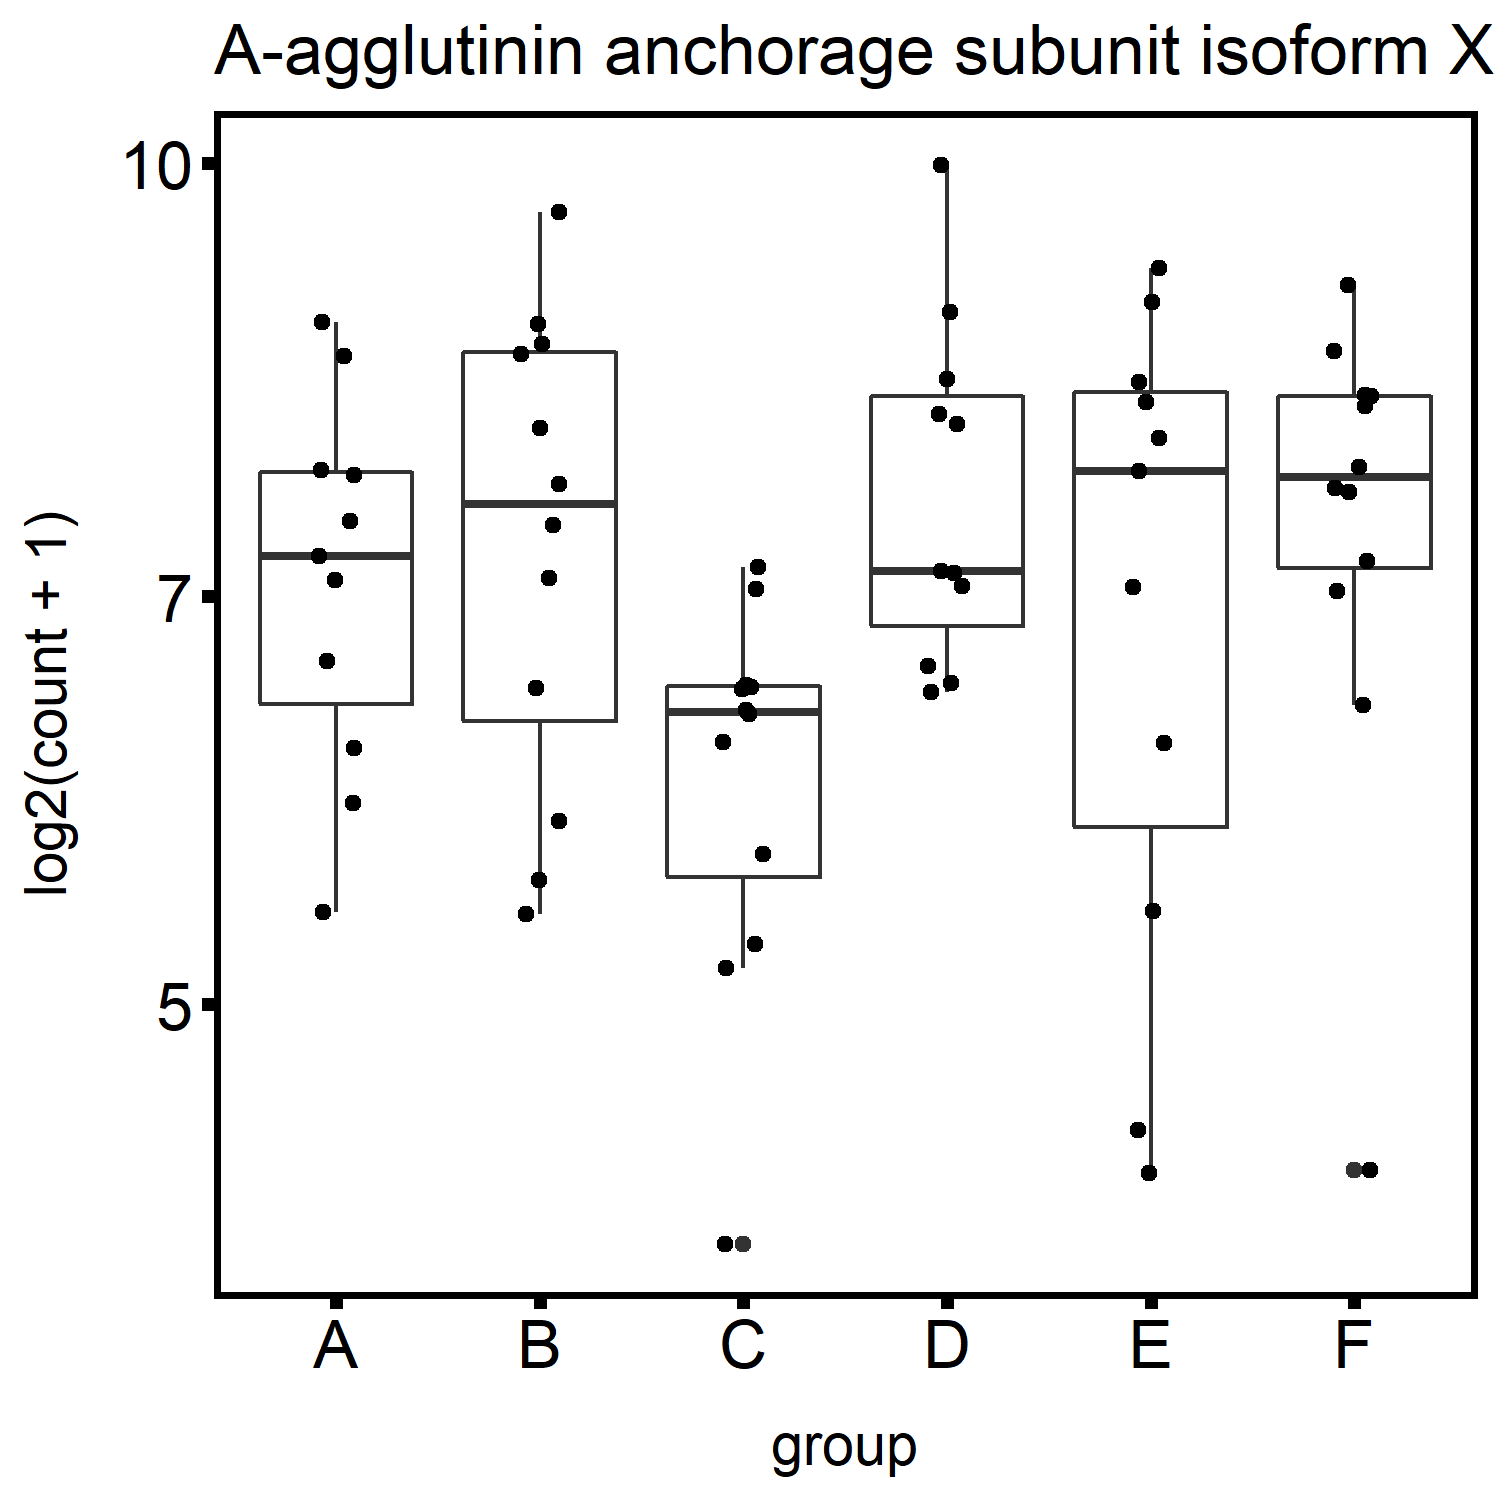 A-agglutinin anchorage subunit isoform X
10
7
5
log2(count + 1)
A B C D E F
group